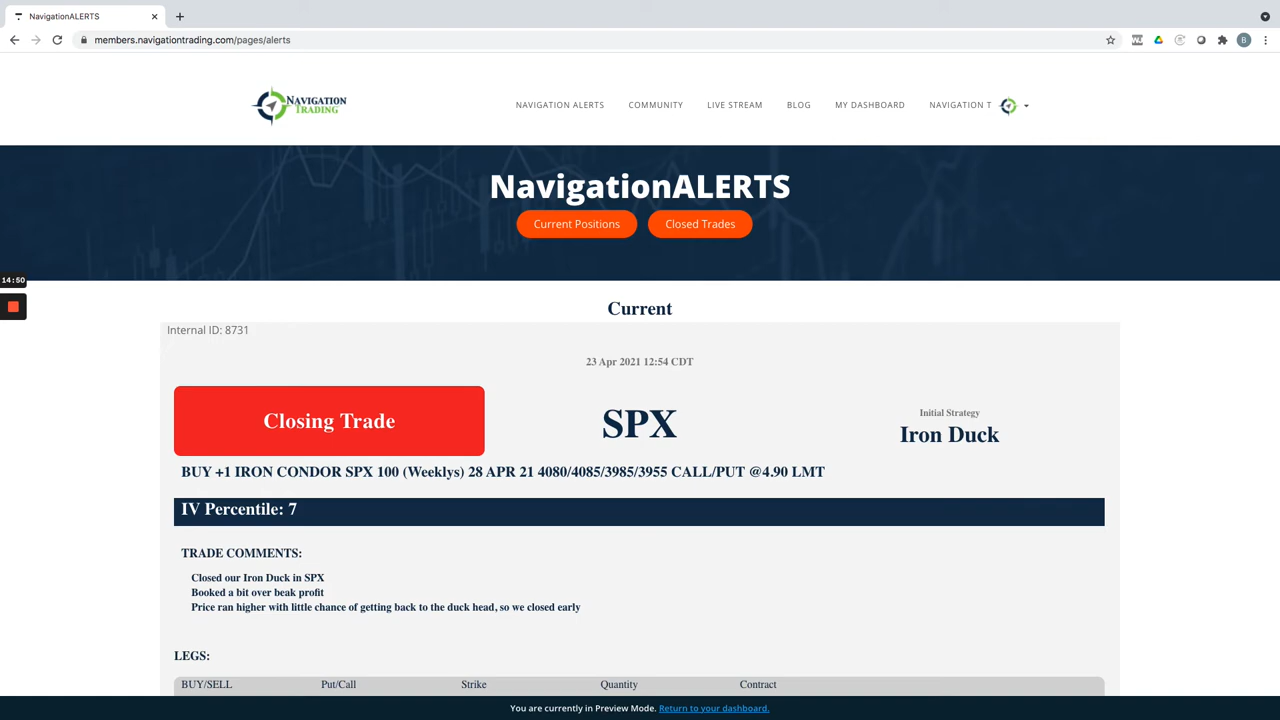 NavigationALERTS
members.navigationtrading.com/pages/alerts
B
NAVIGATION
TRADING
NAVIGATION ALERTS
COMMUNITY
LIVE STREAM
BLOG
MY DASHBOARD
NAVIGATION T
NavigationALERTS
Current Positions
Closed Trades
14:50
Current
Internal ID: 8731
23 Apr 2021 12:54 CDT
Closing Trade
SPX
Initial Strategy
Iron Duck
BUY +1 IRON CONDOR SPX 100 (Weeklys) 28 APR 21 4080/4085/3985/3955 CALL/PUT @4.90 LMT
IV Percentile: 7
TRADE COMMENTS:
Closed our Iron Duck in SPX
Booked a bit over beak profit
Price ran higher with little chance of getting back to the duck head, so we closed early
LEGS:
BUY/SELL
Put/Call
Strike
Quantity
Contract
You are currently in Preview Mode. Return to your dashboard.